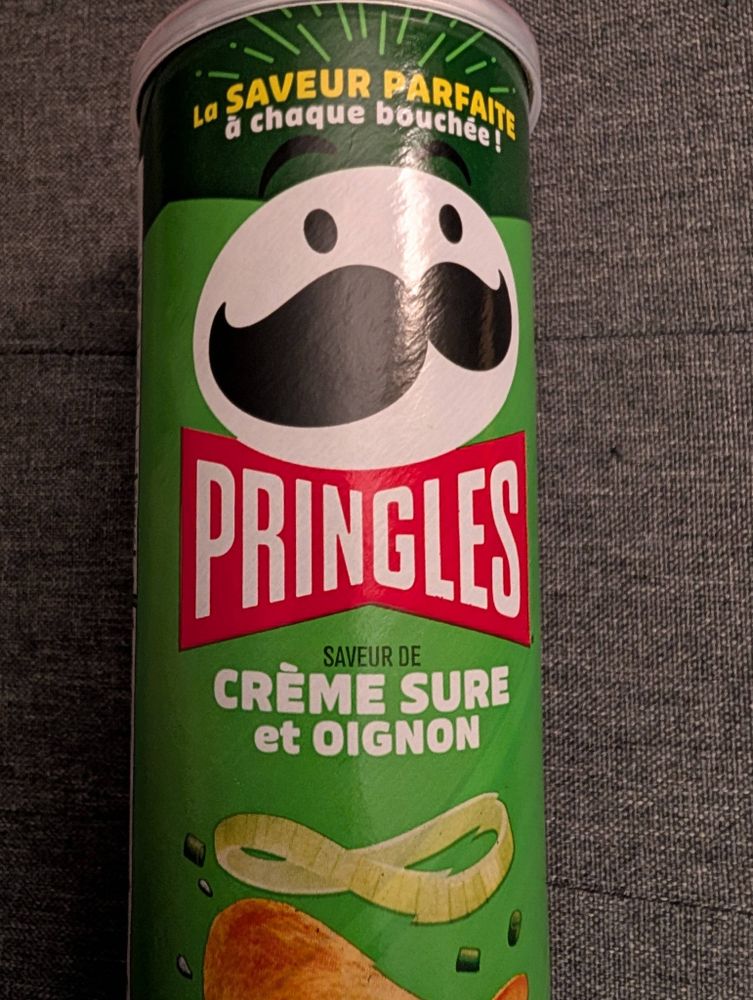 La SAVEUR PARFAITE
à chaque bouchée !
PRINGLES
SAVEUR DE
CRÈME SURE
et OIGNON